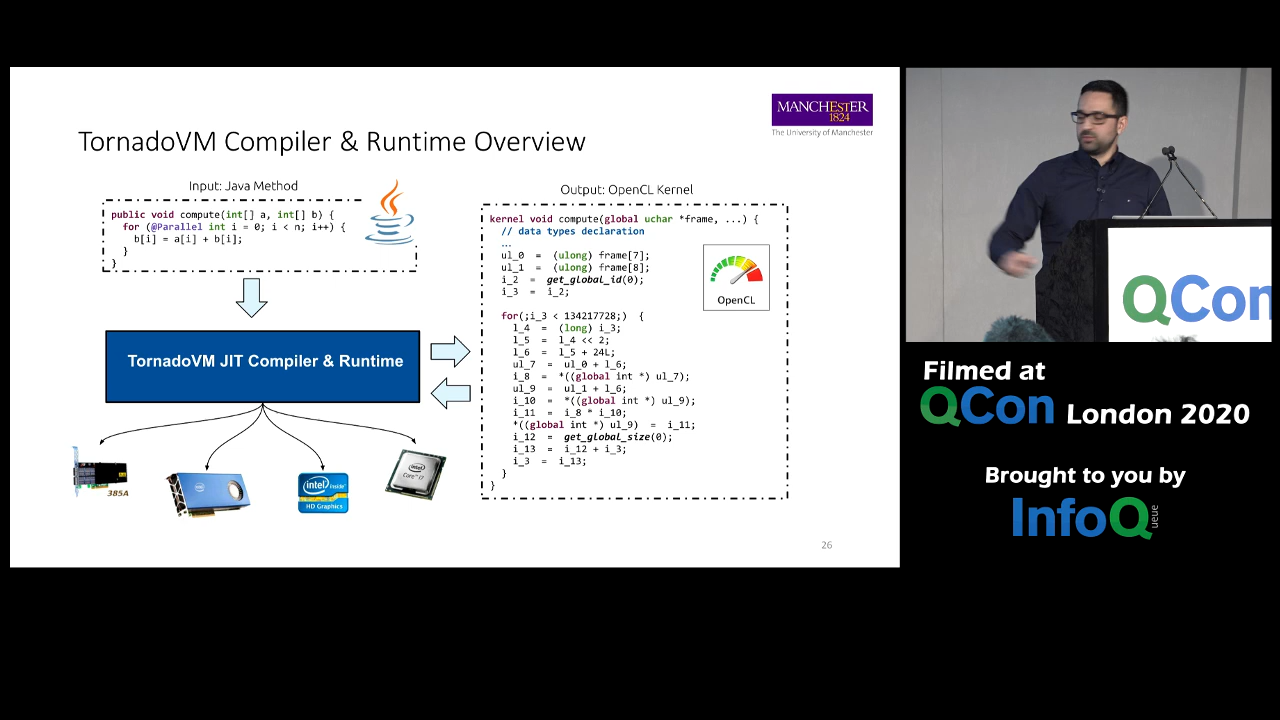 MANCHESTER
1824
The University of Manchester
TornadoVM Compiler & Runtime Overview
Input: Java Method
public void compute(int[] a, int[] b) {
for (@Parallel int i = 0; i < n; i++) {
b[i] = a[i] + b[i];
}
}
Java
TornadoVM JIT Compiler & Runtime
385A
intel
intel inside"
HD Graphics
intel
Core i7
Output: OpenCL Kernel
kernel void compute(global uchar *frame, ...) {
// data types declaration
…
ul_0 = (ulong) frame[7];
ul_1 = (ulong) frame[8];
i_2 = get_global_id(0);
i_3 = i_2;
for(;i_3 < 134217728;) {
l_4 = (long) i_3;
l_5 = l_4 << 2;
l_6 = l_5 + 24L;
ul_7 = ul_0 + l_6;
i_8 = *((global int *) ul_7);
ul_9 = ul_1 + l_6;
i_10 = *((global int *) ul_9);
i_11 = i_8 * i_10;
*((global int *) ul_9) = i_11;
i_12 = get_global_size(0);
i_13 = i_12 + i_3;
i_3 = i_13;
}
}
OpenCL
26
QCon
Filmed at
QCon London 2020
Brought to you by
InfoQ ueue